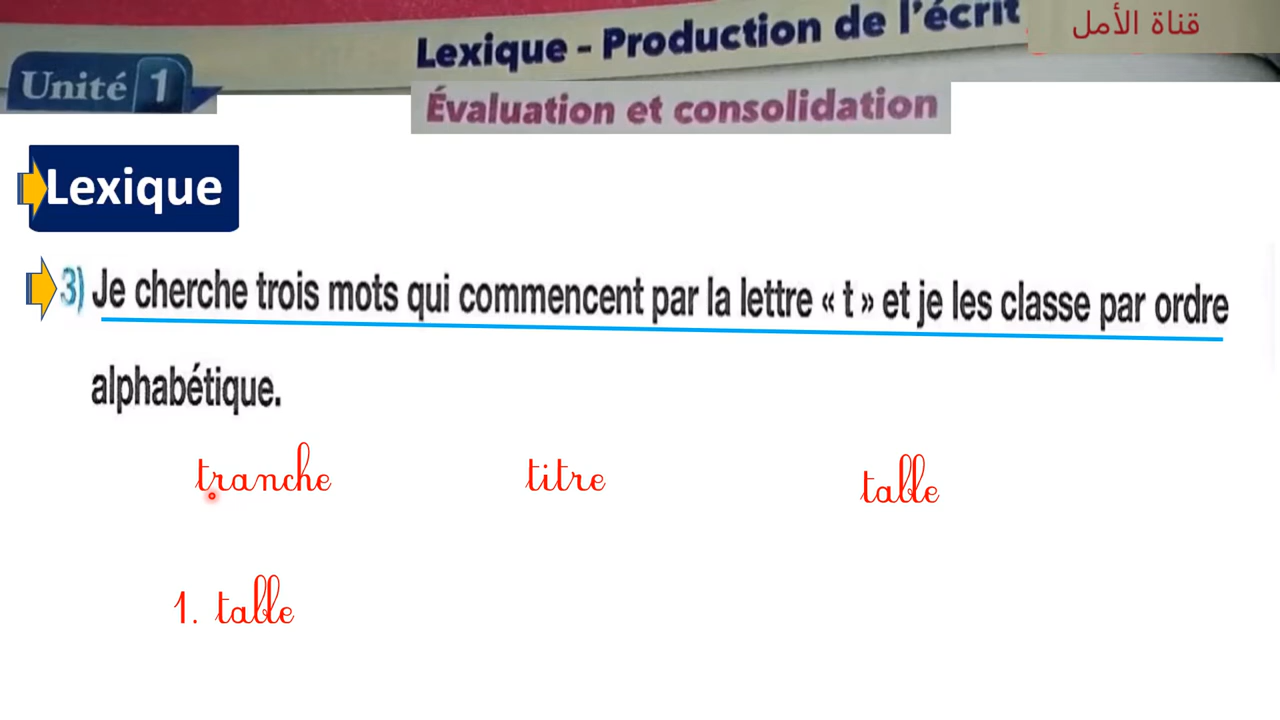 Lexique - Production de l'écrit
قناة الأمل
Unité 1
Évaluation et consolidation
Lexique
3) Je cherche trois mots qui commencent par la lettre « t » et je les classe par ordre
alphabétique.
tranche titre table
1. table